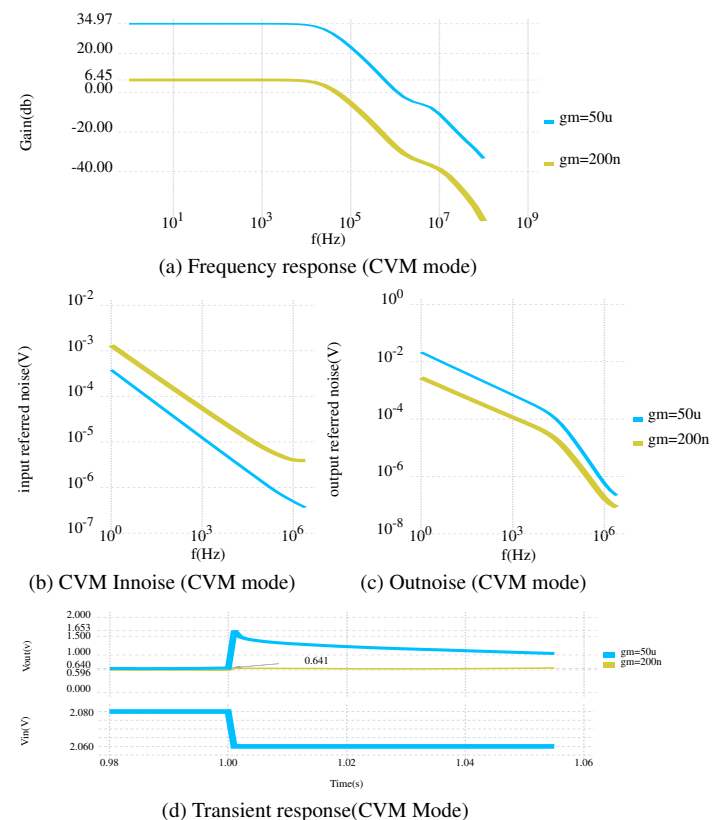 34.97
20.00
6.45
0.00
-20.00
-40.00
Gain(db)
10^1
10^3
10^5
10^7
10^9
f(Hz)
gm=50u
gm=200n
(a) Frequency response (CVM mode)
10^-2
10^-3
10^-4
10^-5
10^-6
10^-7
input referred noise(V)
10^0
10^3
10^6
f(Hz)
(b) CVM Innoise (CVM mode)
10^0
10^-2
10^-4
10^-6
10^-8
output referred noise(V)
10^0
10^3
10^6
f(Hz)
gm=50u
gm=200n
(c) Outnoise (CVM mode)
2.000
1.653
1.500
1.000
0.640
0.596
0.000
Vout(v)
0.641
gm=50u
gm=200n
2.080
2.060
Vin(V)
0.98
1.00
1.02
1.04
1.06
Time(s)
(d) Transient response(CVM Mode)